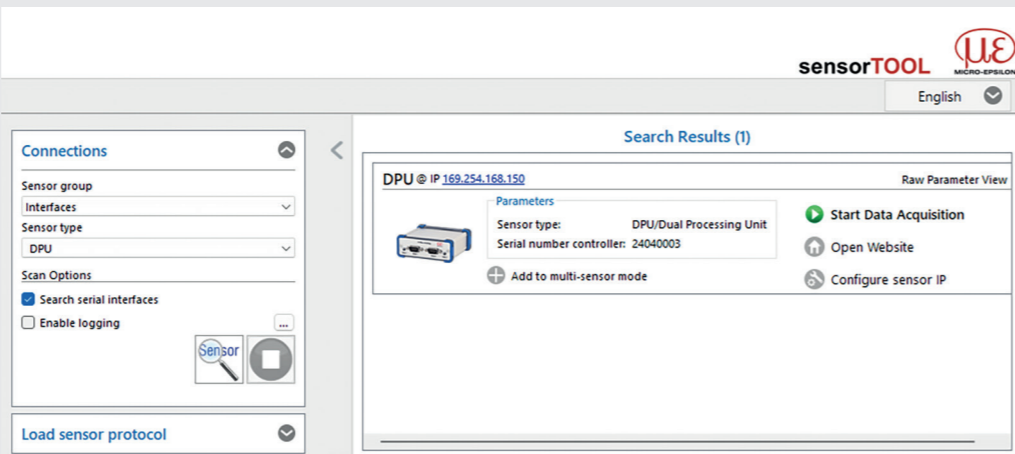 sensorTOOL
με
MICRO-EPSILON
English
Connections
Sensor group
Interfaces
Sensor type
DPU
Scan Options
Search serial interfaces
Enable logging
...
Sensor
Load sensor protocol
Search Results (1)
DPU @ IP 169.254.168.150
Raw Parameter View
Parameters
Sensor type: DPU/Dual Processing Unit
Serial number controller: 24040003
Add to multi-sensor mode
Start Data Acquisition
Open Website
Configure sensor IP